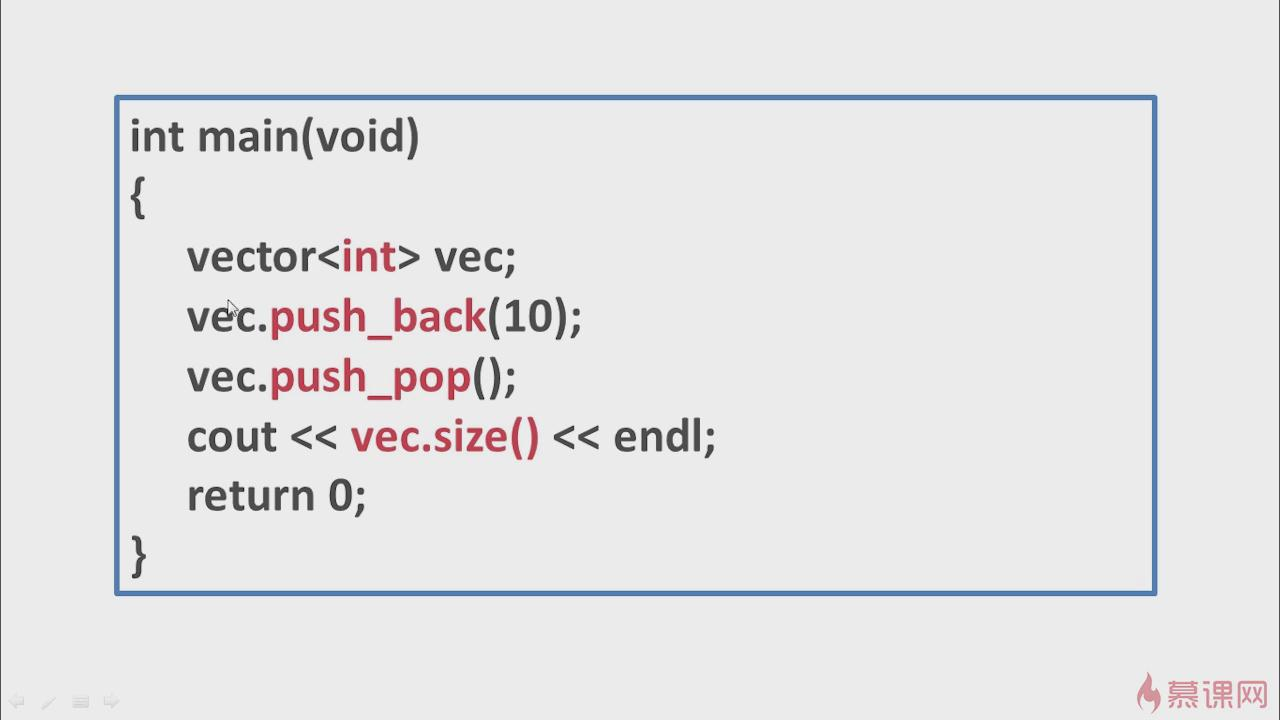 int main(void)
{
vector<int> vec;
vec.push_back(10);
vec.push_pop();
cout << vec.size() << endl;
return 0;
}
慕课网